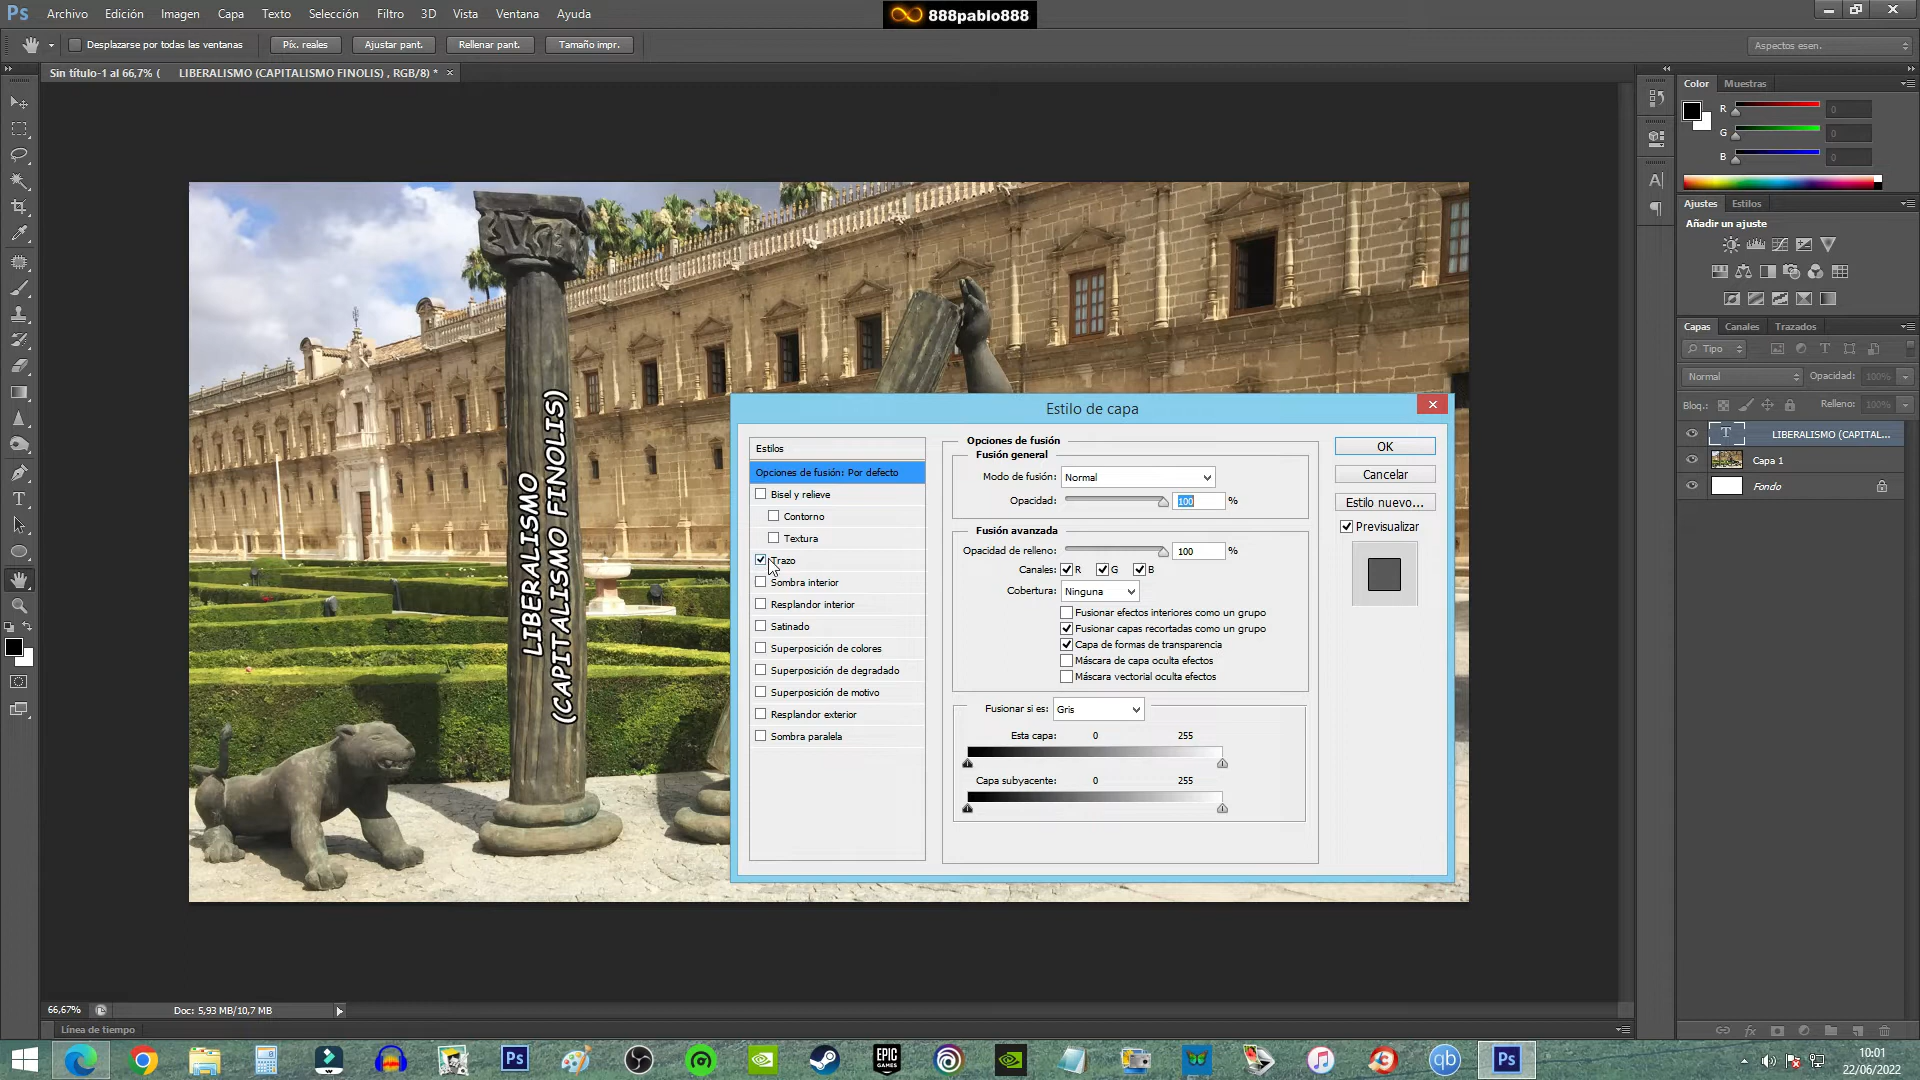 Ps Archivo Edición Imagen Capa Texto Selección Filtro 3D Vista Ventana Ayuda
888pablo888
Desplazarse por todas las ventanas Píx. reales Ajustar pant. Rellenar pant. Tamaño impr.
Aspectos esen.
Sin título-1 al 66,7% ( LIBERALISMO (CAPITALISMO FINOLIS) , RGB/8) * ×
LIBERALISMO
(CAPITALISMO FINOLIS)
Estilo de capa
Estilos
Opciones de fusión: Por defecto
Bisel y relieve
Contorno
Textura
Trazo
Sombra interior
Resplandor interior
Satinado
Superposición de colores
Superposición de degradado
Superposición de motivo
Resplandor exterior
Sombra paralela
Opciones de fusión
Fusión general
Modo de fusión: Normal
Opacidad: 100 %
Fusión avanzada
Opacidad de relleno: 100 %
Canales: R G B
Cobertura: Ninguna
Fusionar efectos interiores como un grupo
Fusionar capas recortadas como un grupo
Capa de formas de transparencia
Máscara de capa oculta efectos
Máscara vectorial oculta efectos
Fusionar si es: Gris
Esta capa: 0 255
Capa subyacente: 0 255
OK
Cancelar
Estilo nuevo...
Previsualizar
Color Muestras
R 0
G 0
B 0
Ajustes Estilos
Añadir un ajuste
Capas Canales Trazados
Tipo
Normal Opacidad: 100%
Bloq.: Relleno: 100%
LIBERALISMO (CAPITAL...
Capa 1
Fondo
66,67% Doc: 5,93 MB/10,7 MB
Línea de tiempo
Ps
EPIC GAMES
qb
Ps
10:01
22/06/2022